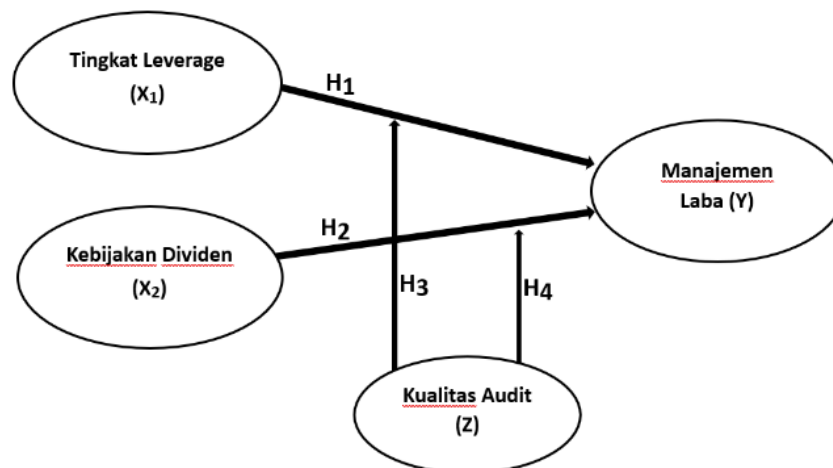 Tingkat Leverage
(X₁)
H1
Manajemen
Laba (Y)
H2
Kebijakan Dividen
(X₂)
H3
H4
Kualitas Audit
(Z)